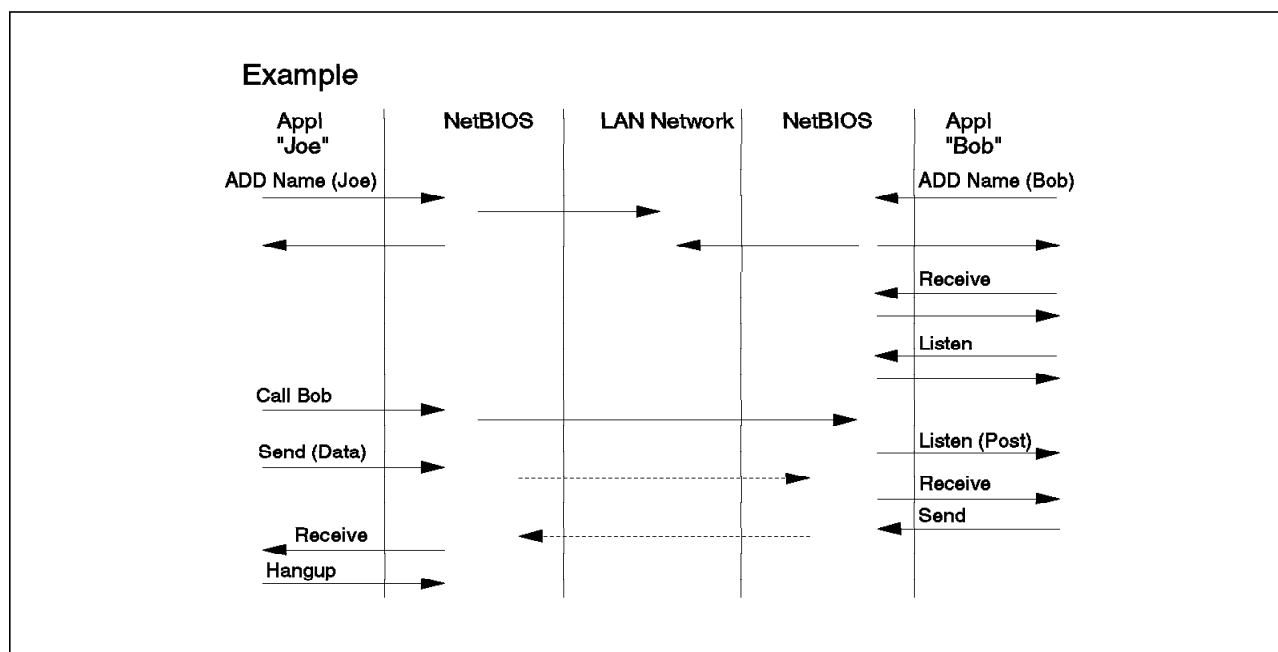 Example
Appl
"Joe"
NetBIOS
LAN Network
NetBIOS
Appl
"Bob"
ADD Name (Joe)
ADD Name (Bob)
Receive
Listen
Call Bob
Send (Data)
Listen (Post)
Receive
Send
Receive
Hangup